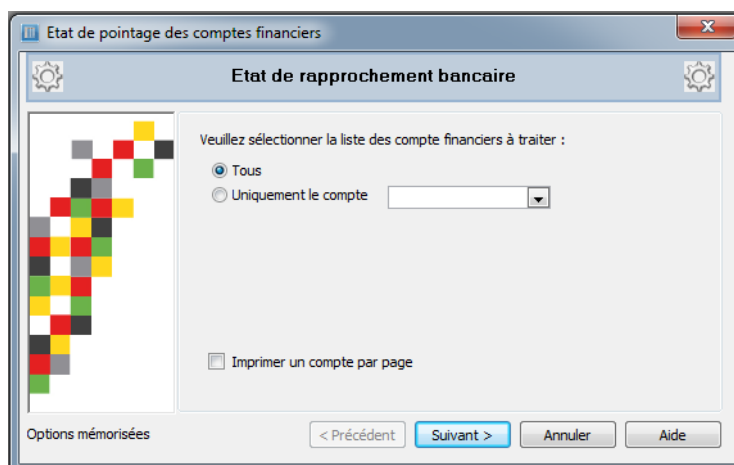 Etat de pointage des comptes financiers
Etat de rapprochement bancaire
Veuillez sélectionner la liste des compte financiers à traiter :
Tous
Uniquement le compte
Imprimer un compte par page
Options mémorisées
< Précédent
Suivant >
Annuler
Aide